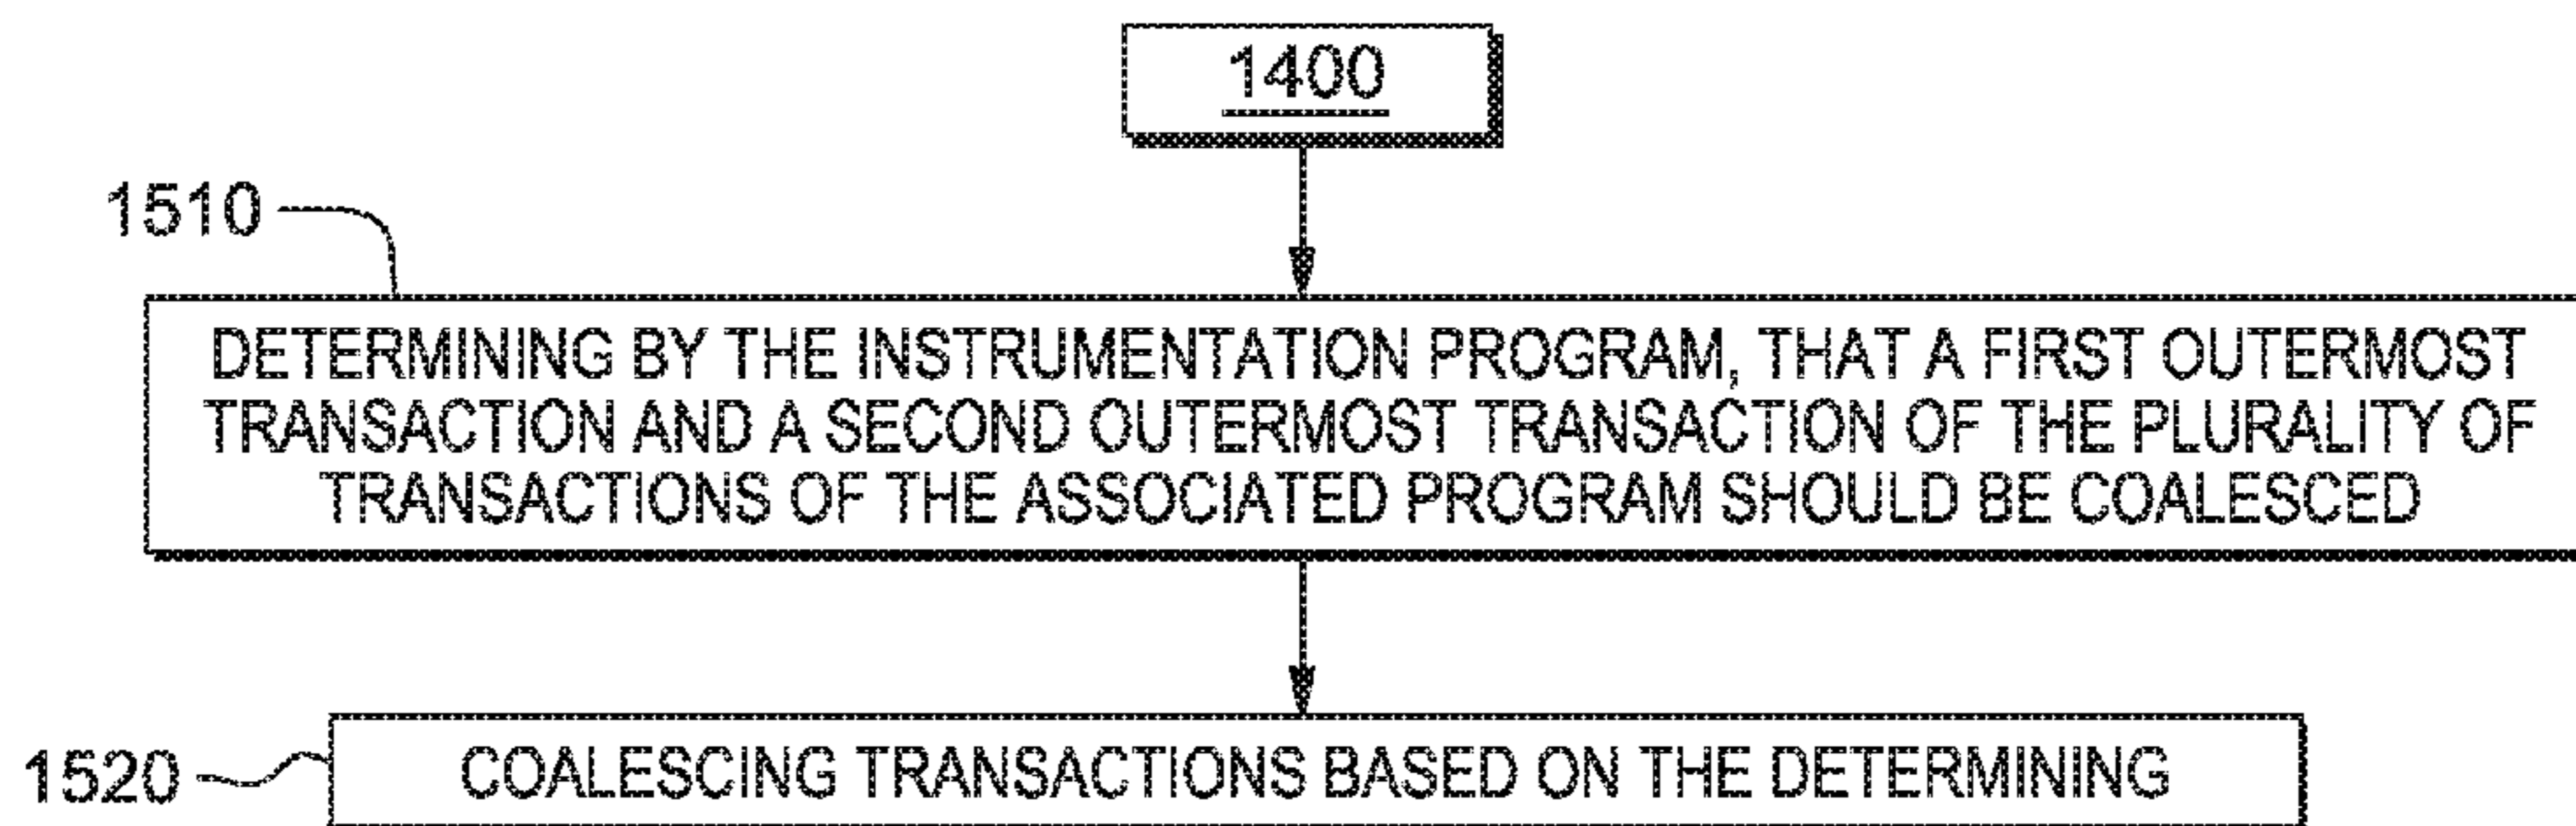 1400
1510
DETERMINING BY THE INSTRUMENTATION PROGRAM, THAT A FIRST OUTERMOST
TRANSACTION AND A SECOND OUTERMOST TRANSACTION OF THE PLURALITY OF
TRANSACTIONS OF THE ASSOCIATED PROGRAM SHOULD BE COALESCED
1520
COALESCING TRANSACTIONS BASED ON THE DETERMINING